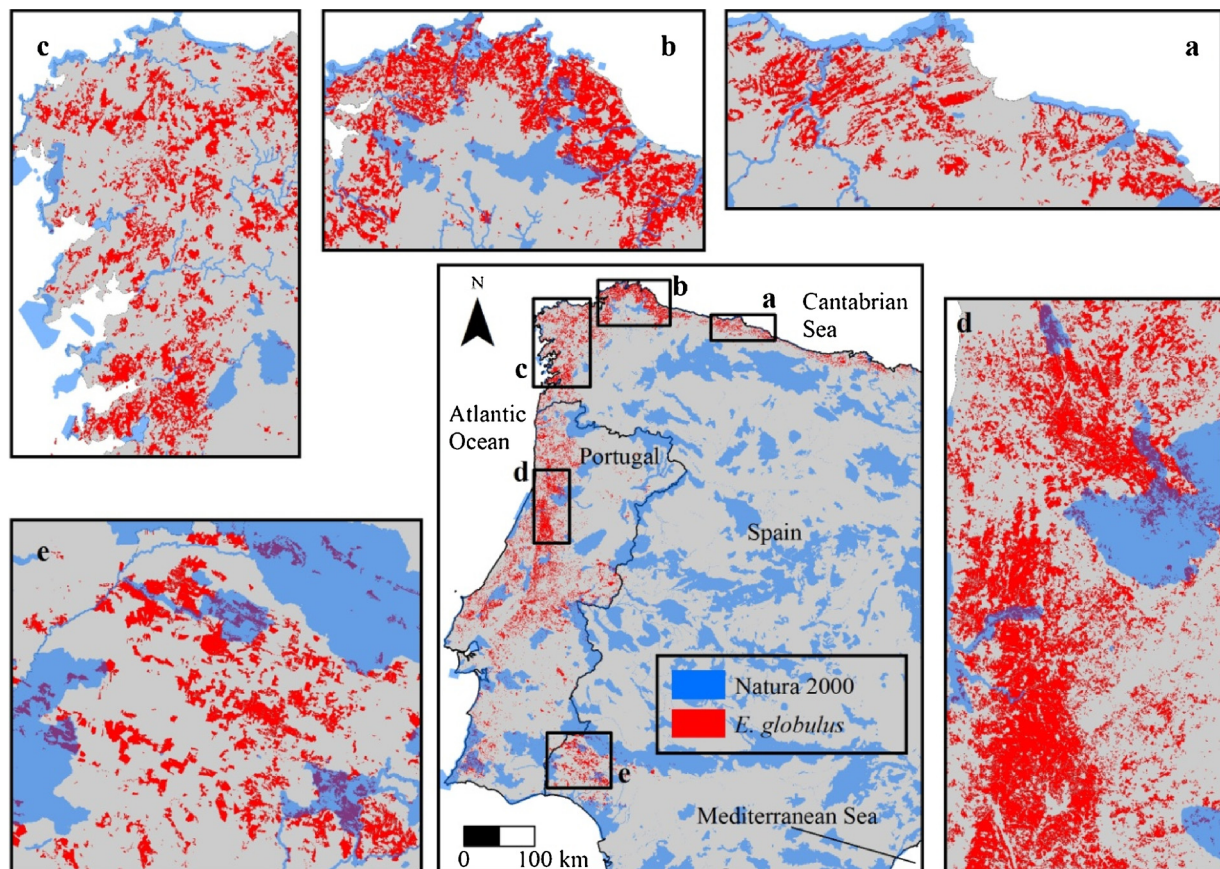 c
b
a
N
b
a
Cantabrian
Sea
c
d
Atlantic
Ocean
Portugal
d
Spain
e
Natura 2000
E. globulus
e
Mediterranean Sea
0 100 km